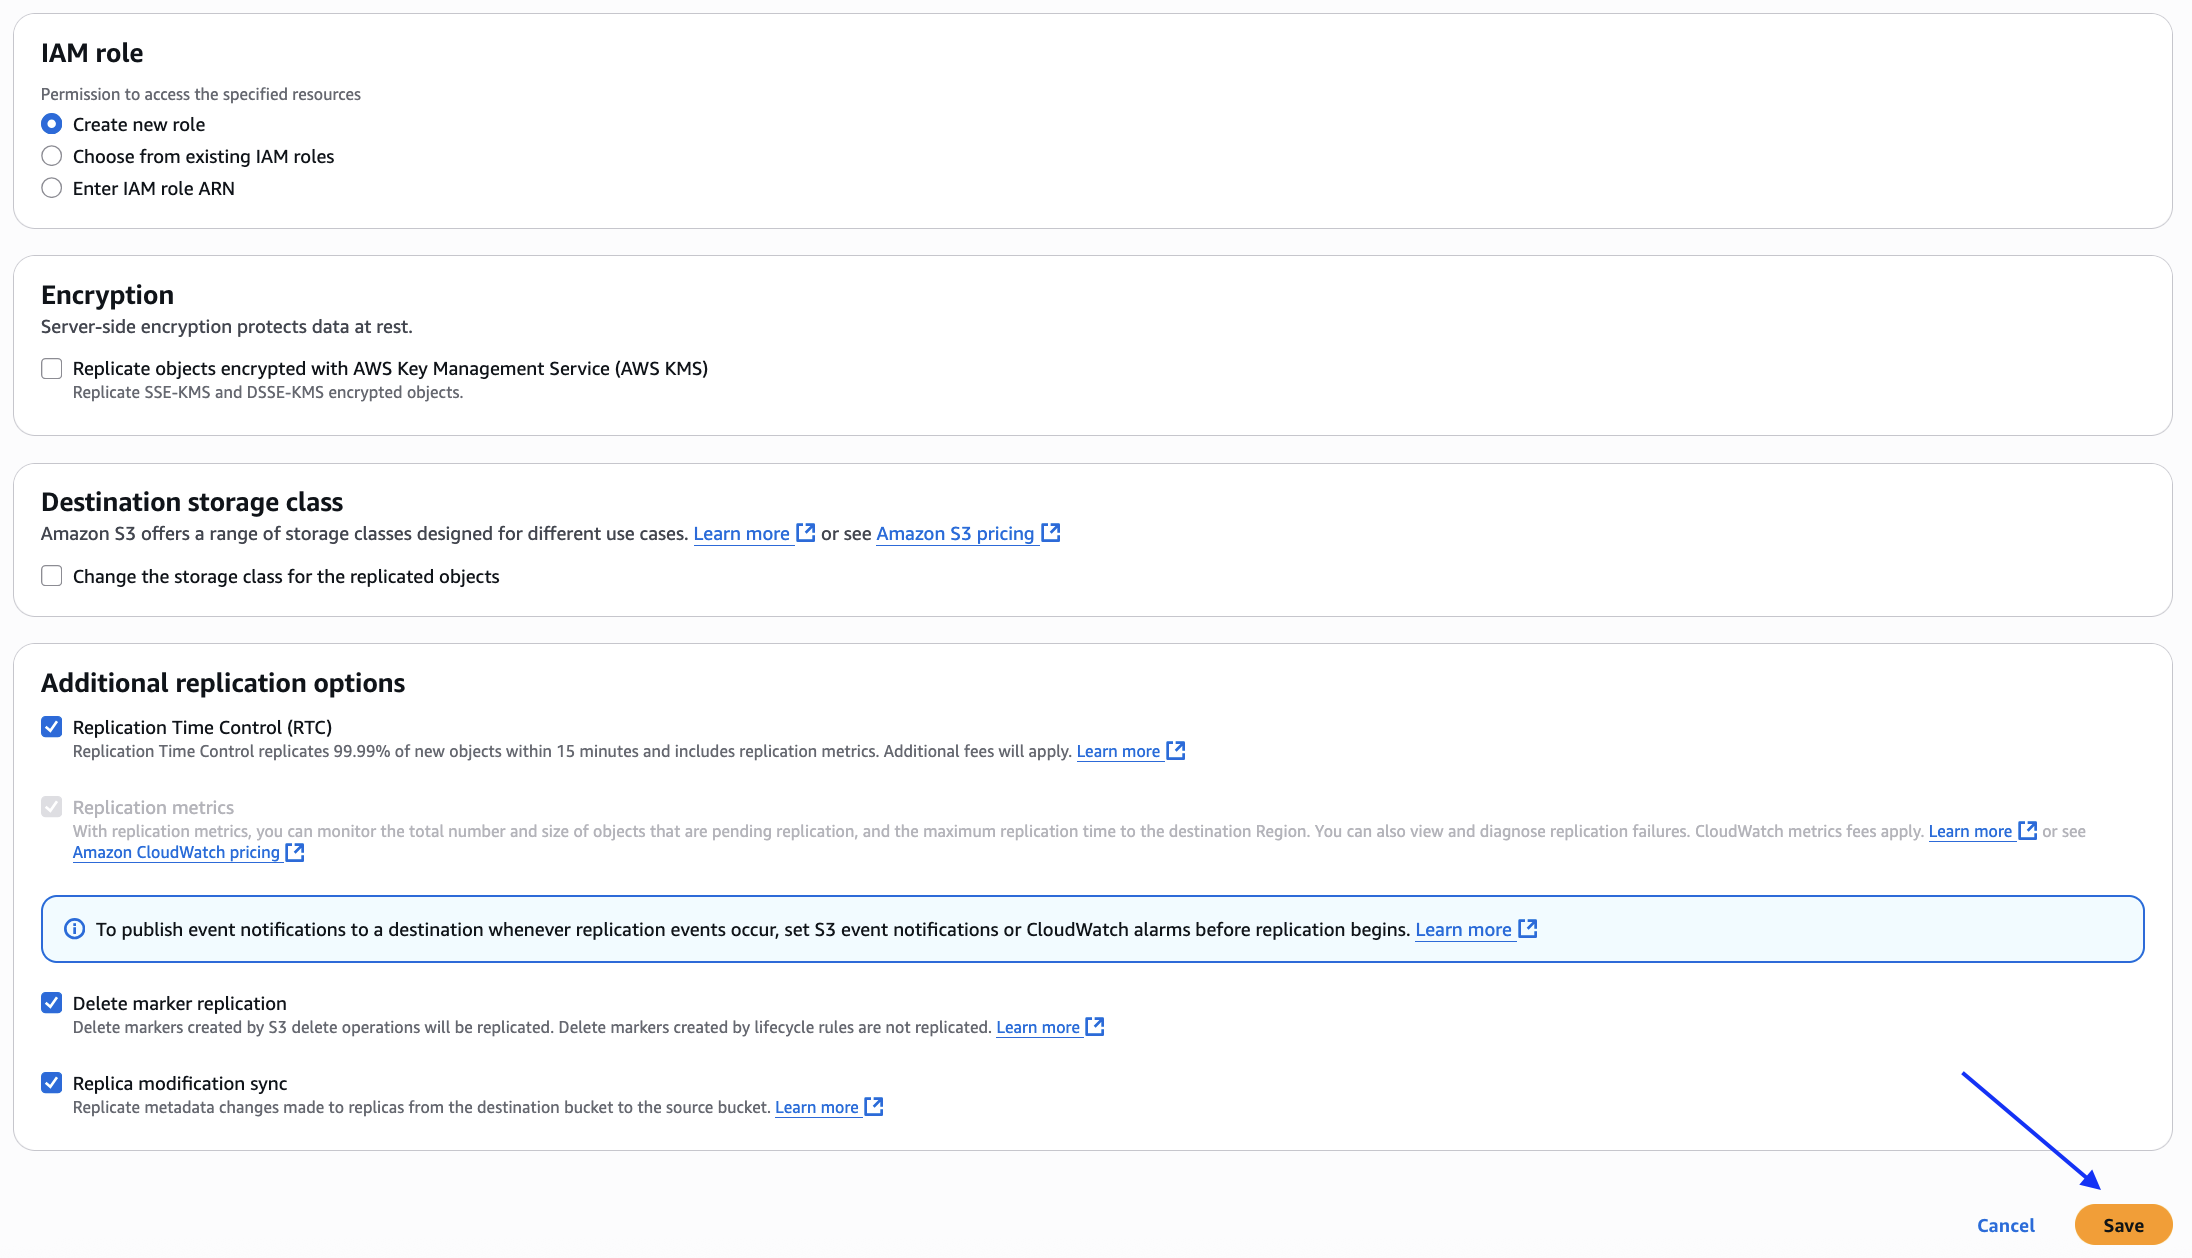 IAM role
Permission to access the specified resources
Create new role
Choose from existing IAM roles
Enter IAM role ARN
Encryption
Server-side encryption protects data at rest.
Replicate objects encrypted with AWS Key Management Service (AWS KMS)
Replicate SSE-KMS and DSSE-KMS encrypted objects.
Destination storage class
Amazon S3 offers a range of storage classes designed for different use cases. Learn more or see Amazon S3 pricing
Change the storage class for the replicated objects
Additional replication options
Replication Time Control (RTC)
Replication Time Control replicates 99.99% of new objects within 15 minutes and includes replication metrics. Additional fees will apply. Learn more
Replication metrics
With replication metrics, you can monitor the total number and size of objects that are pending replication, and the maximum replication time to the destination Region. You can also view and diagnose replication failures. CloudWatch metrics fees apply. Learn more or see
Amazon CloudWatch pricing
To publish event notifications to a destination whenever replication events occur, set S3 event notifications or CloudWatch alarms before replication begins. Learn more
Delete marker replication
Delete markers created by S3 delete operations will be replicated. Delete markers created by lifecycle rules are not replicated. Learn more
Replica modification sync
Replicate metadata changes made to replicas from the destination bucket to the source bucket. Learn more
Cancel Save